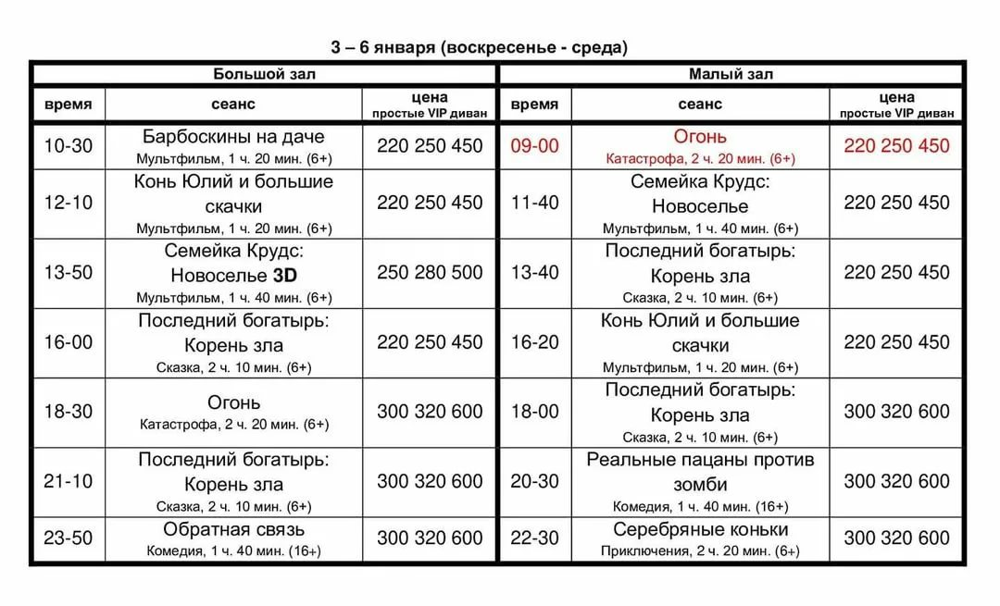 3 – 6 января (воскресенье - среда)
Большой зал
Малый зал
время
сеанс
цена
простые VIP диван
время
сеанс
цена
простые VIP диван
10-30
Барбоскины на даче
Мультфильм, 1 ч. 20 мин. (6+)
220 250 450
09-00
Огонь
Катастрофа, 2 ч. 20 мин. (6+)
220 250 450
12-10
Конь Юлий и большие
скачки
Мультфильм, 1 ч. 20 мин. (6+)
220 250 450
11-40
Семейка Крудс:
Новоселье
Мультфильм, 1 ч. 40 мин. (6+)
220 250 450
13-50
Семейка Крудс:
Новоселье 3D
Мультфильм, 1 ч. 40 мин. (6+)
250 280 500
13-40
Последний богатырь:
Корень зла
Сказка, 2 ч. 10 мин. (6+)
220 250 450
16-00
Последний богатырь:
Корень зла
Сказка, 2 ч. 10 мин. (6+)
220 250 450
16-20
Конь Юлий и большие
скачки
Мультфильм, 1 ч. 20 мин. (6+)
220 250 450
18-30
Огонь
Катастрофа, 2 ч. 20 мин. (6+)
300 320 600
18-00
Последний богатырь:
Корень зла
Сказка, 2 ч. 10 мин. (6+)
300 320 600
21-10
Последний богатырь:
Корень зла
Сказка, 2 ч. 10 мин. (6+)
300 320 600
20-30
Реальные пацаны против
зомби
Комедия, 1 ч. 40 мин. (16+)
300 320 600
23-50
Обратная связь
Комедия, 1 ч. 40 мин. (16+)
300 320 600
22-30
Серебряные коньки
Приключения, 2 ч. 20 мин. (6+)
300 320 600